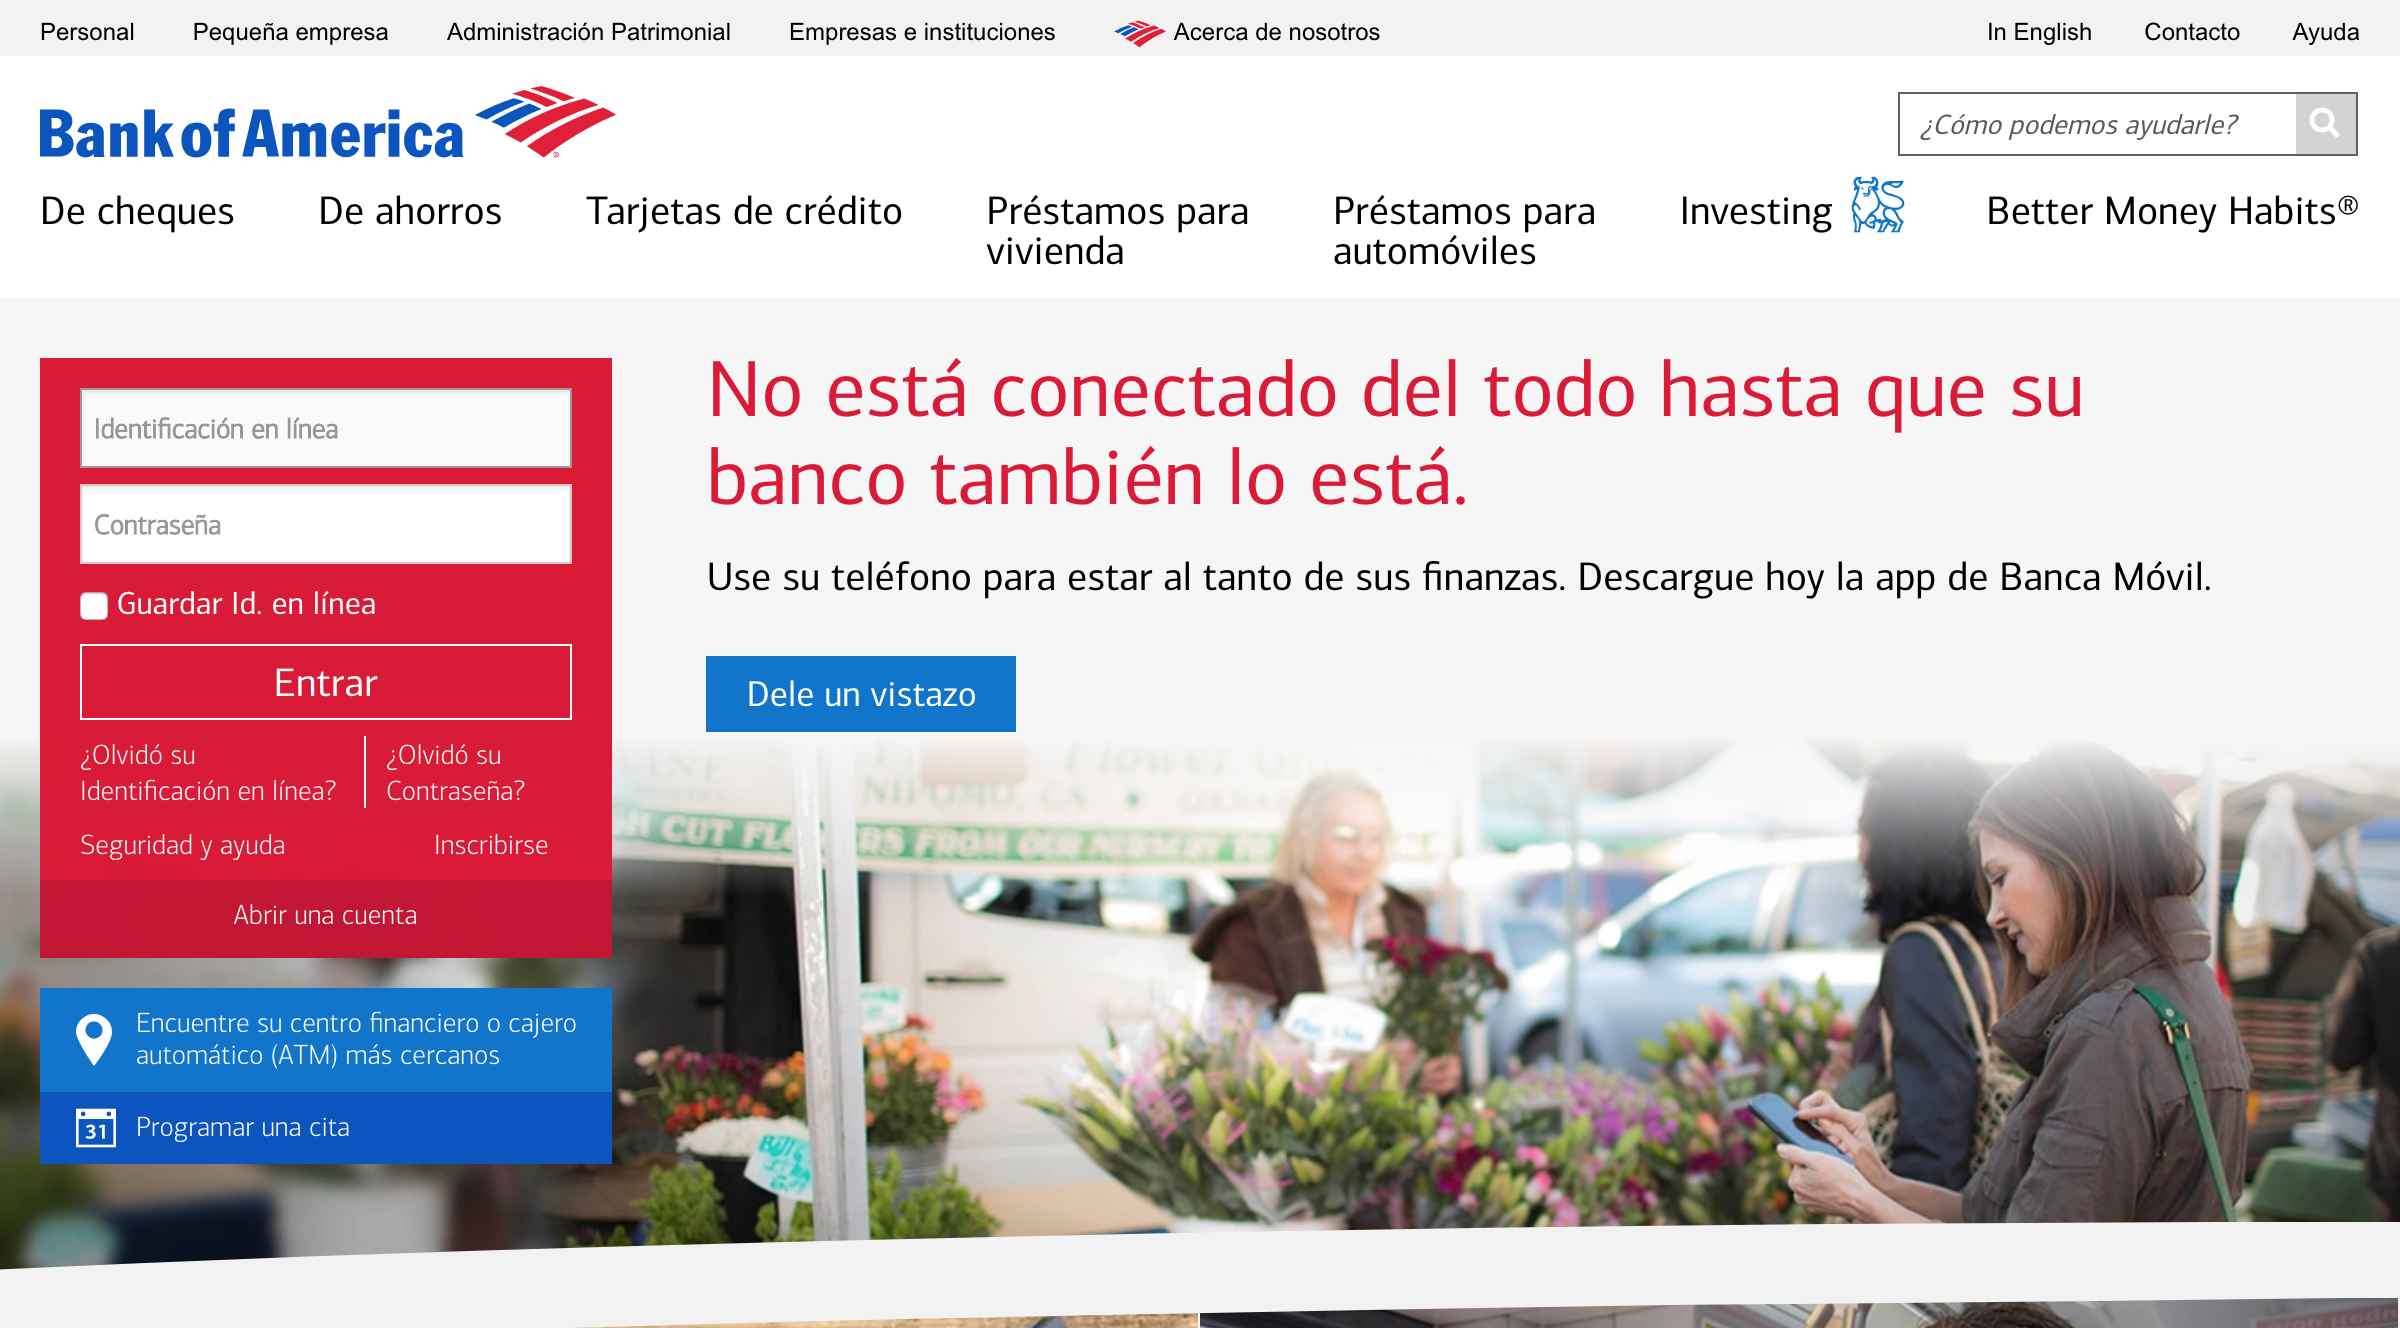 Personal Pequeña empresa Administración Patrimonial Empresas e instituciones Acerca de nosotros In English Contacto Ayuda
Bank of America
¿Cómo podemos ayudarle?
De cheques De ahorros Tarjetas de crédito Préstamos para vivienda Préstamos para automóviles Investing Better Money Habits®
Identificación en línea
Contraseña
Guardar Id. en línea
Entrar
¿Olvidó su
Identificación en línea?
¿Olvidó su
Contraseña?
Seguridad y ayuda Inscribirse
Abrir una cuenta
Encuentre su centro financiero o cajero
automático (ATM) más cercanos
31 Programar una cita
No está conectado del todo hasta que su
banco también lo está.
Use su teléfono para estar al tanto de sus finanzas. Descargue hoy la app de Banca Móvil.
Dele un vistazo
Flower
NIPOMO, CA
CUT FROM OUR NURSERY TO